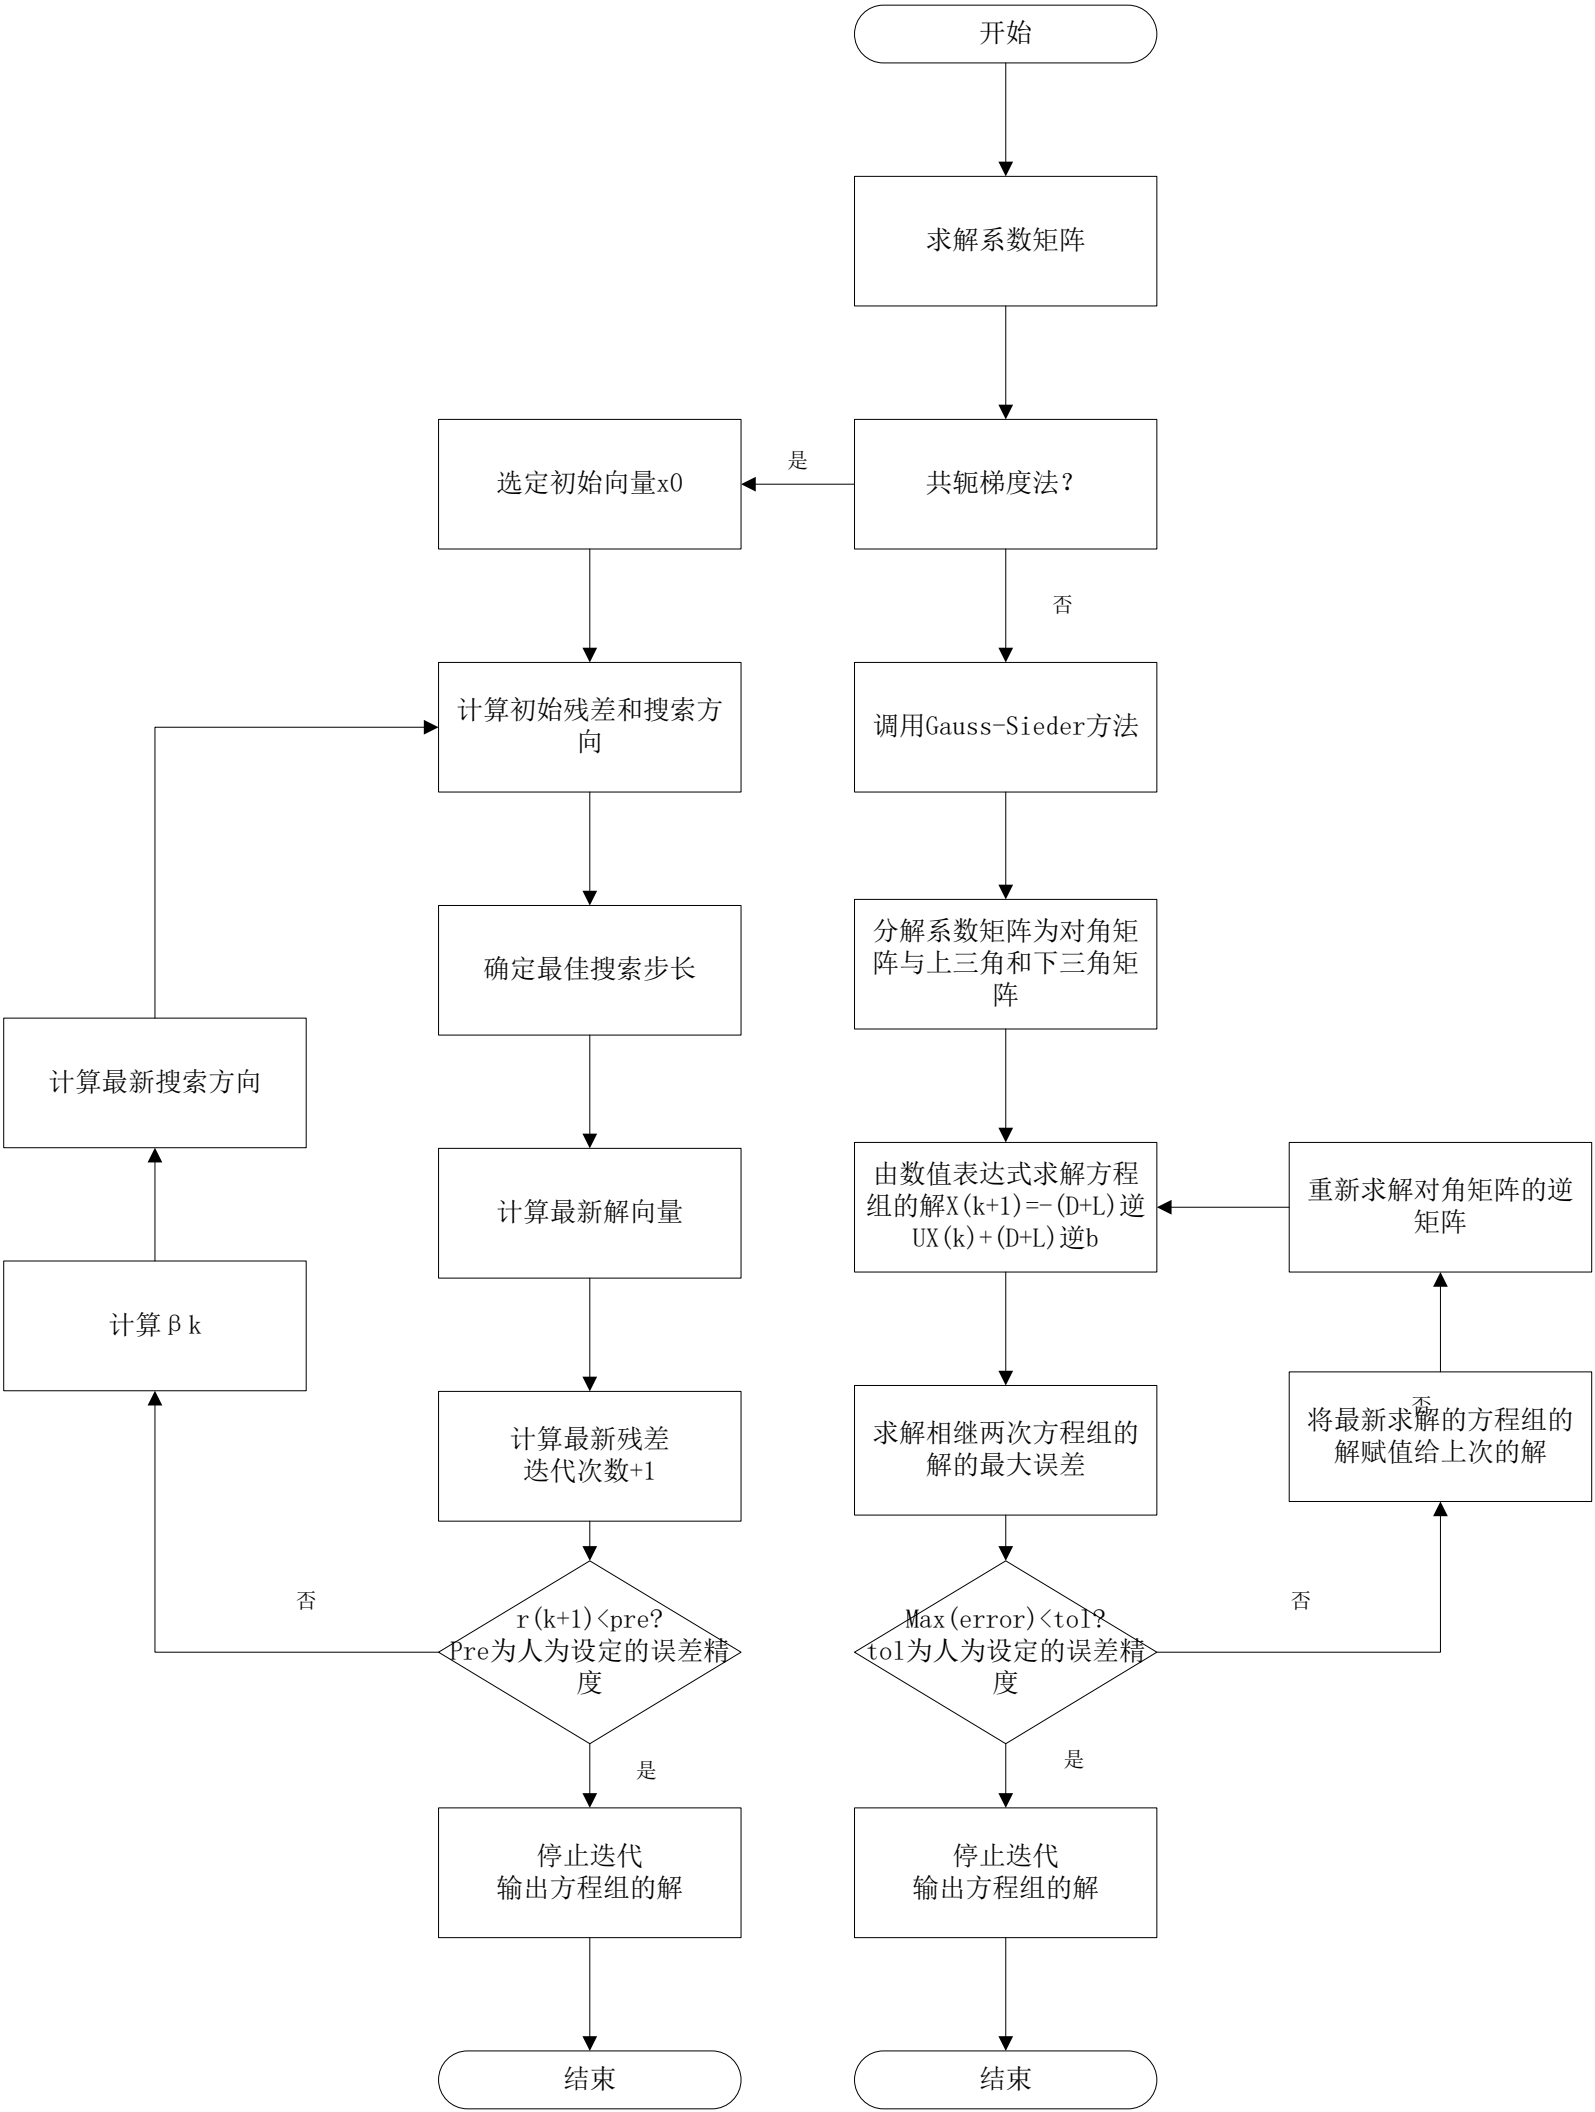 开始
求解系数矩阵
共轭梯度法？
是
选定初始向量x0
否
计算初始残差和搜索方
向
调用Gauss-Sieder方法
确定最佳搜索步长
分解系数矩阵为对角矩
阵与上三角和下三角矩
阵
计算最新搜索方向
计算最新解向量
由数值表达式求解方程
组的解X(k+1)=-(D+L)逆
UX(k)+(D+L)逆b
重新求解对角矩阵的逆
矩阵
计算βk
计算最新残差
迭代次数+1
求解相继两次方程组的
解的最大误差
否
将最新求解的方程组的
解赋值给上次的解
否
r(k+1)<pre?
Pre为人为设定的误差精
度
Max(error)<tol?
tol为人为设定的误差精
度
否
是
是
停止迭代
输出方程组的解
停止迭代
输出方程组的解
结束
结束